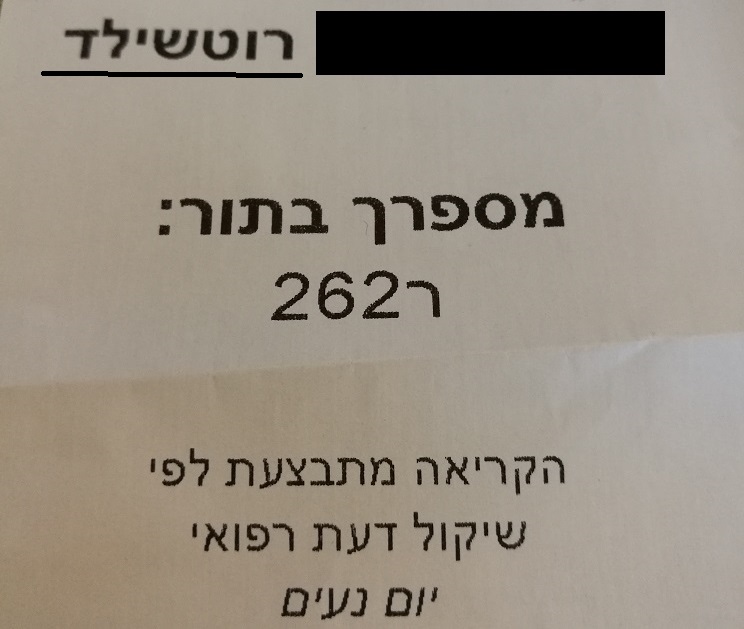 רוטשילד
מספרך בתור:
ר262
הקריאה מתבצעת לפי
שיקול דעת רפואי
יום נעים